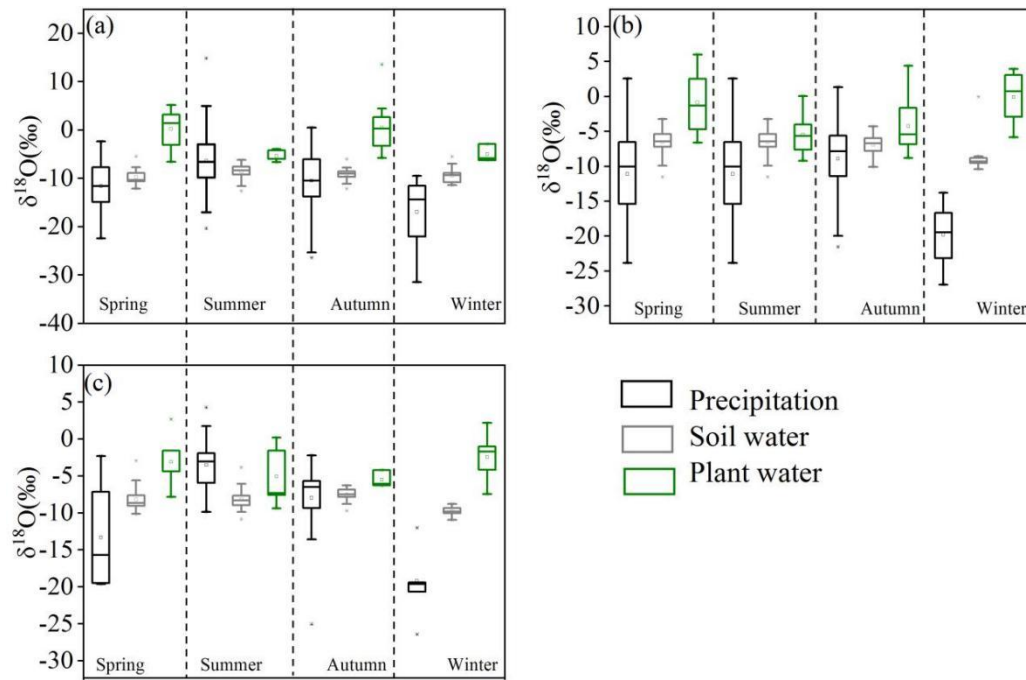 (a)
δ¹⁸O(‰)
20
10
0
-10
-20
-30
-40
Spring Summer Autumn Winter
(b)
δ¹⁸O(‰)
10
5
0
-5
-10
-15
-20
-25
-30
Spring Summer Autumn Winter
(c)
δ¹⁸O(‰)
10
5
0
-5
-10
-15
-20
-25
-30
Spring Summer Autumn Winter
Precipitation
Soil water
Plant water